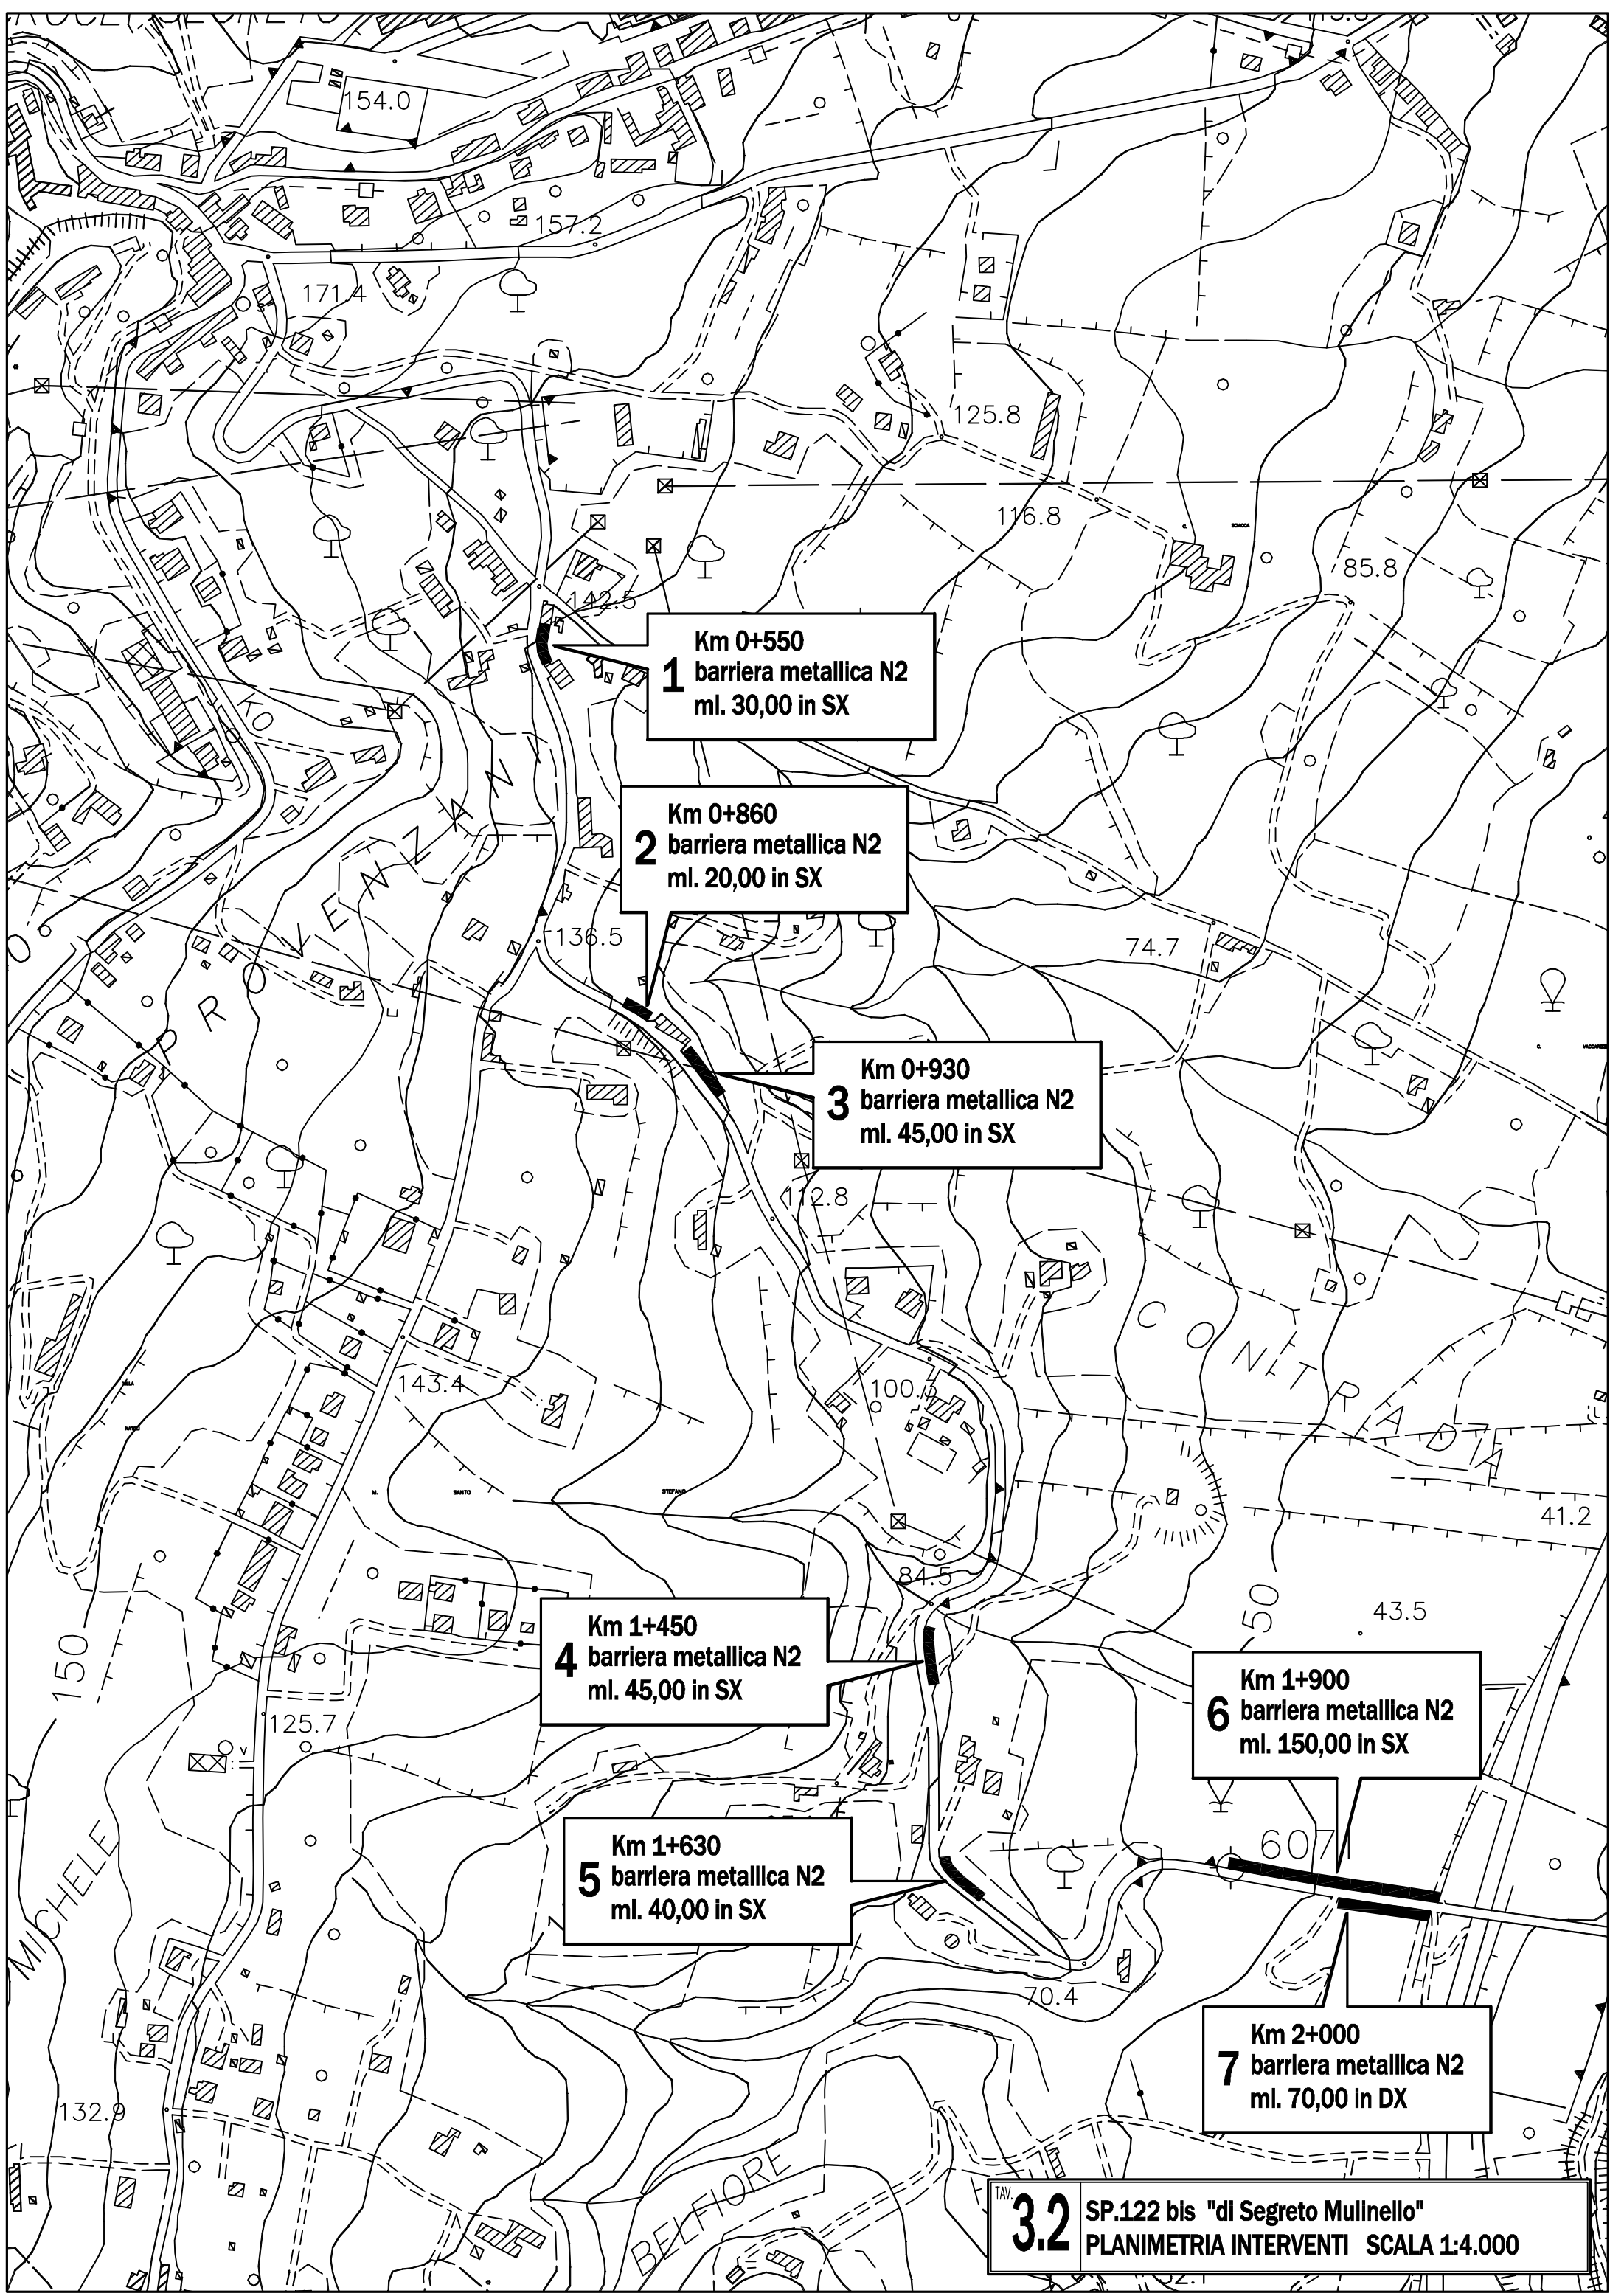 154.0
157.2
171.4
125.8
116.8
SCIACCA
85.8
142.5
Km 0+550
1 barriera metallica N2
ml. 30,00 in SX
Km 0+860
2 barriera metallica N2
ml. 20,00 in SX
PROVENZANI
136.5
74.7
Km 0+930
3 barriera metallica N2
ml. 45,00 in SX
112.8
CONTRADA
143.4
VILLA
M. SANTO STEFANO
41.2
84.5
50
43.5
150
Km 1+450
4 barriera metallica N2
ml. 45,00 in SX
125.7
Km 1+900
6 barriera metallica N2
ml. 150,00 in SX
Km 1+630
5 barriera metallica N2
ml. 40,00 in SX
607
MICHELE
70.4
Km 2+000
7 barriera metallica N2
ml. 70,00 in DX
132.9
BELFIORE
TAV. 3.2
SP.122 bis "di Segreto Mulinello"
PLANIMETRIA INTERVENTI SCALA 1:4.000